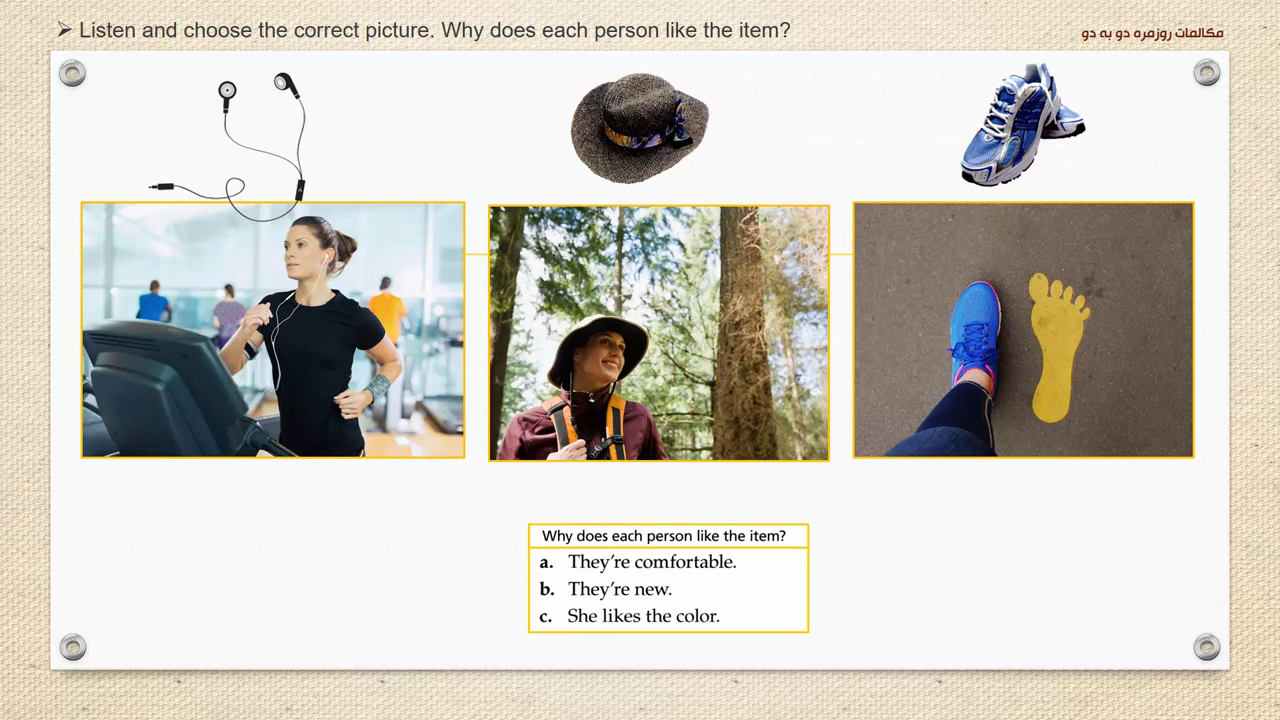 ➢ Listen and choose the correct picture. Why does each person like the item?
مکالمات روزمره دو به دو
Why does each person like the item?
a. They're comfortable.
b. They're new.
c. She likes the color.